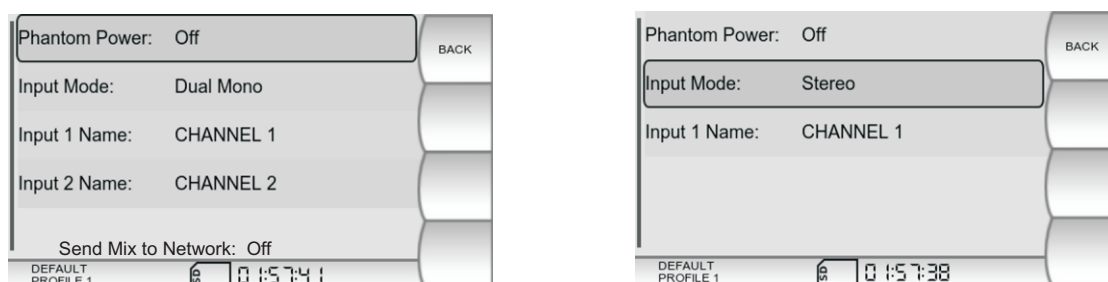 Phantom Power: Off
BACK
Input Mode: Dual Mono
Input 1 Name: CHANNEL 1
Input 2 Name: CHANNEL 2
Send Mix to Network: Off
DEFAULT
PROFILE 1
SD
01:57:41
Phantom Power: Off
BACK
Input Mode: Stereo
Input 1 Name: CHANNEL 1
DEFAULT
PROFILE 1
SD
01:57:38